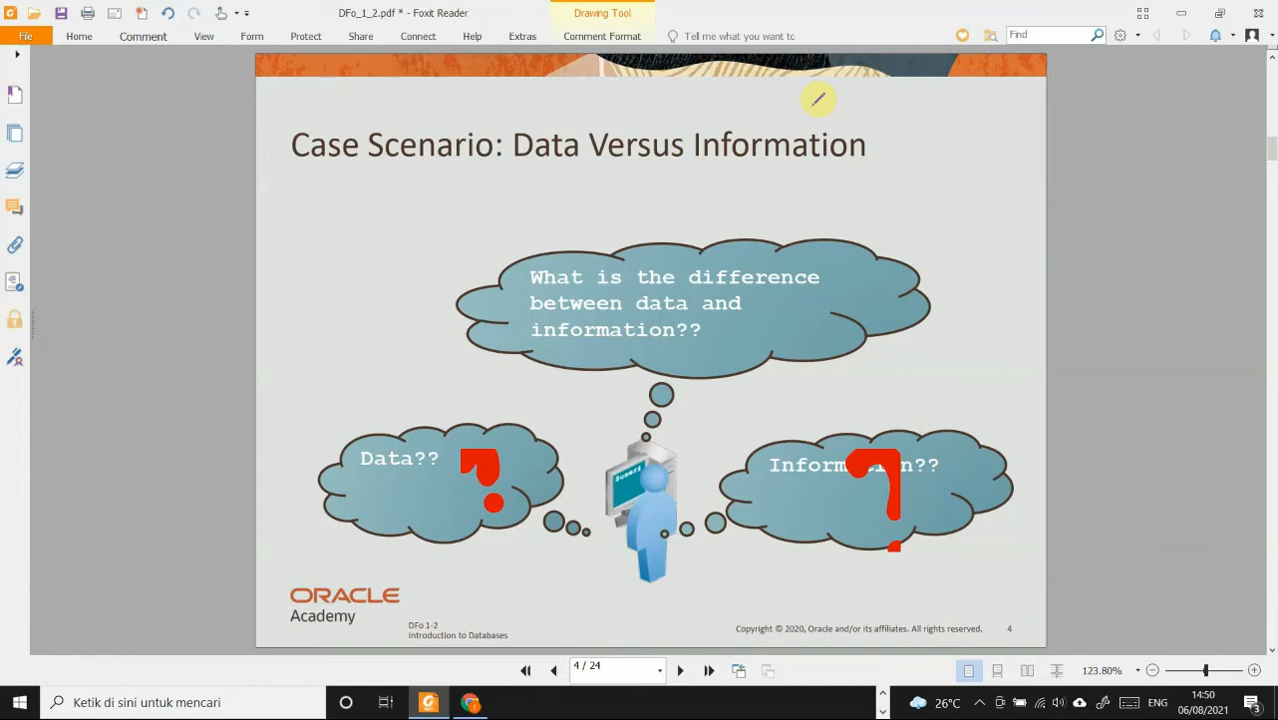 DFo_1_2.pdf * - Foxit Reader
Drawing Tool
File
Home
Comment
View
Form
Protect
Share
Connect
Help
Extras
Comment Format
Tell me what you want tc
Find
Case Scenario: Data Versus Information
What is the difference
between data and
information??
Data??
Information??
ORACLE
Academy
DFo 1-2
Introduction to Databases
Copyright © 2020, Oracle and/or its affiliates. All rights reserved.
4
4 / 24
123.80%
Ketik di sini untuk mencari
26°C
ENG
14:50
06/08/2021
3